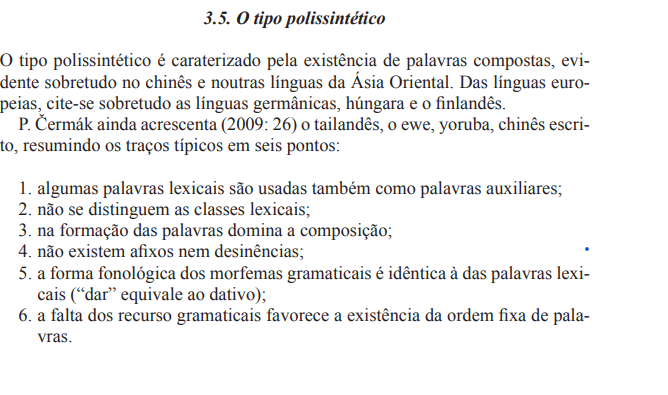 3.5. O tipo polissintético
O tipo polissintético é caraterizado pela existência de palavras compostas, evi-
dente sobretudo no chinês e noutras línguas da Ásia Oriental. Das línguas euro-
peias, cite-se sobretudo as línguas germânicas, húngara e o finlandês.
P. Čermák ainda acrescenta (2009: 26) o tailandês, o ewe, yoruba, chinês escri-
to, resumindo os traços típicos em seis pontos:
1. algumas palavras lexicais são usadas também como palavras auxiliares;
2. não se distinguem as classes lexicais;
3. na formação das palavras domina a composição;
4. não existem afixos nem desinências;
5. a forma fonológica dos morfemas gramaticais é idêntica à das palavras lexi-
cais (“dar” equivale ao dativo);
6. a falta dos recurso gramaticais favorece a existência da ordem fixa de pala-
vras.